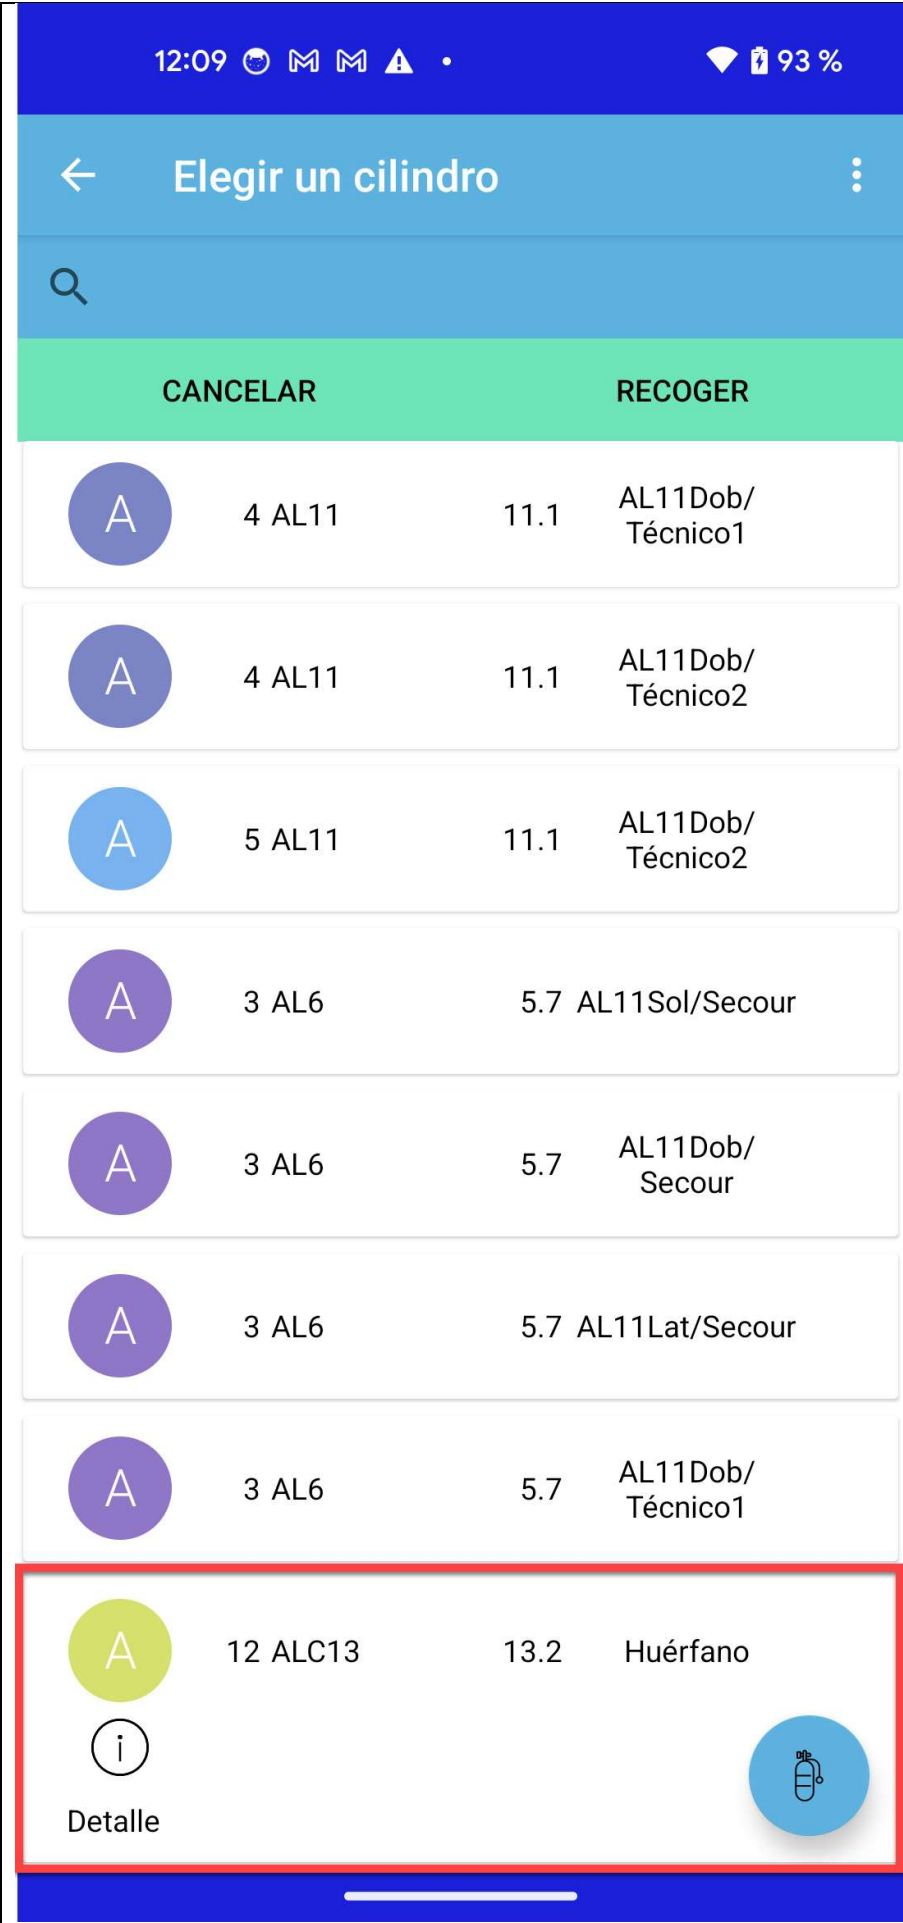 12:09 93 %
Elegir un cilindro
CANCELAR RECOGER
A 4 AL11 11.1 AL11Dob/
Técnico1
A 4 AL11 11.1 AL11Dob/
Técnico2
A 5 AL11 11.1 AL11Dob/
Técnico2
A 3 AL6 5.7 AL11Sol/Secour
A 3 AL6 5.7 AL11Dob/
Secour
A 3 AL6 5.7 AL11Lat/Secour
A 3 AL6 5.7 AL11Dob/
Técnico1
A 12 ALC13 13.2 Huérfano
Detalle